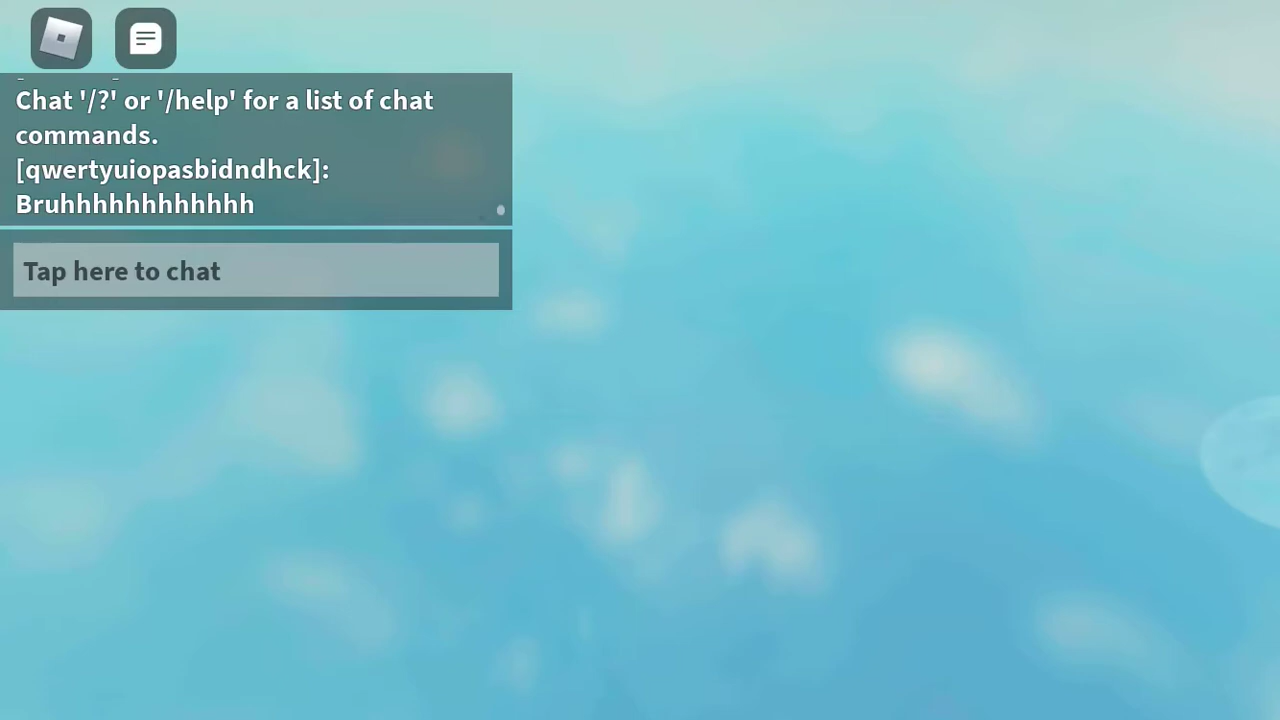 Chat '/?' or '/help' for a list of chat
commands.
[qwertyuiopasbidndhck]:
Bruhhhhhhhhhhhh
Tap here to chat